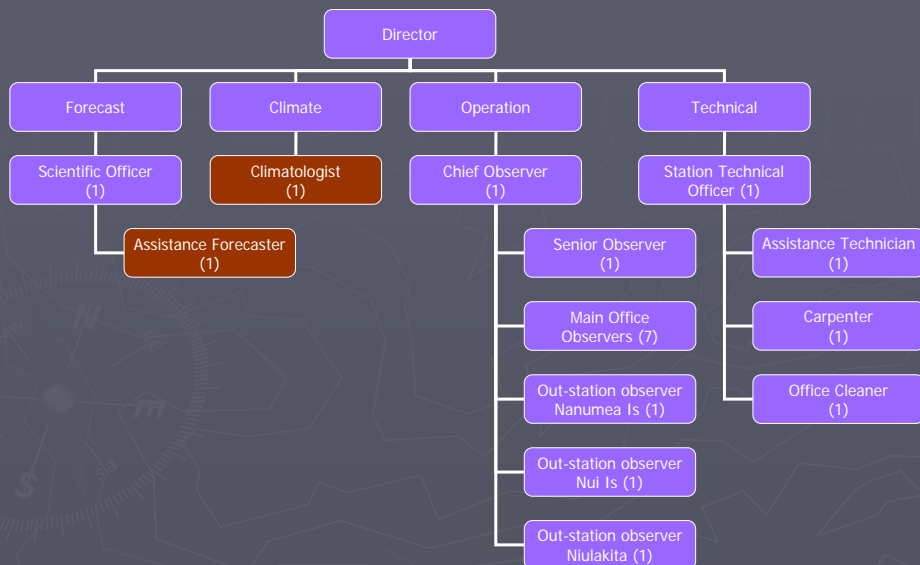 Director
Forecast
Climate
Operation
Technical
Scientific Officer
(1)
Climatologist
(1)
Chief Observer
(1)
Station Technical
Officer (1)
Assistance Forecaster
(1)
Senior Observer
(1)
Assistance Technician
(1)
Main Office
Observers (7)
Carpenter
(1)
Out-station observer
Nanumea Is (1)
Office Cleaner
(1)
Out-station observer
Nui Is (1)
Out-station observer
Niulakita (1)
N
E
S